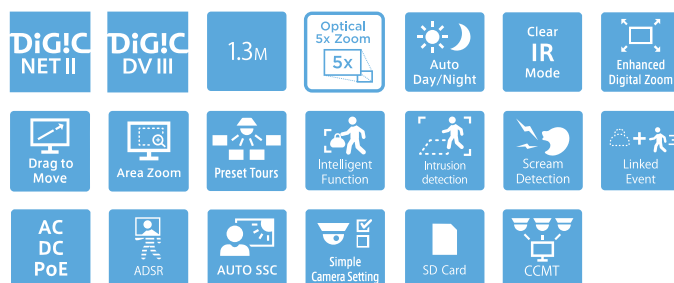 DiG!C
NET II
DiG!C
DV III
1.3M
Optical
5x Zoom
5x
Auto
Day/Night
Clear
IR
Mode
Enhanced
Digital Zoom
Drag to
Move
Area Zoom
Preset Tours
Intelligent
Function
Intrusion
detection
Scream
Detection
Linked
Event
AC
DC
PoE
ADSR
AUTO SSC
Simple
Camera Setting
SD Card
CCMT